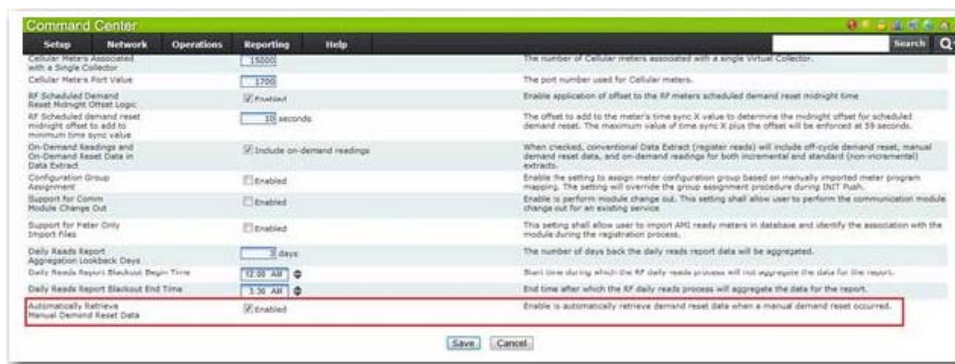 Command Center
Setup Network Operations Reporting Help Search
Cellular Meters Associated
with a Single Collector
15000
The number of Cellular meters associated with a single Virtual Collector.
Cellular Meters Port Value
1700
The port number used for Cellular meters.
RF Scheduled Demand
Reset Midnight Offset Logic
Enabled
Enable application of offset to the RF meters scheduled demand reset midnight time
RF Scheduled demand reset
midnight offset to add to
minimum time sync value
10 seconds
The offset to add to the meter's time sync X value to determine the midnight offset for scheduled
demand reset. The maximum value of time sync X plus the offset will be enforced at 59 seconds.
On-Demand Readings and
On-Demand Reset Data in
Data Extract
Include on-demand readings
When checked, conventional Data Extract (register reads) will include off-cycle demand reset, manual
demand reset data, and on-demand readings for both incremental and standard (non-incremental)
extracts.
Configuration Group
Assignment
Enabled
Enable the setting to assign meter configuration group based on manually imported meter program
mapping. The setting will override the group assignment procedure during INIT Push.
Support for Comm
Module Change Out
Enabled
Enable is perform module change out. This setting shall allow user to perform the communication module
change out for an existing service
Support for Meter Only
Import Files
Enabled
This setting shall allow user to import AMI ready meters in database and identify the association with the
module during the registration process.
Daily Reads Report
Aggregation Lookback Days
3 days
The number of days back the daily reads report data will be aggregated.
Daily Reads Report Blackout Begin Time
12:00 AM
Start time during which the RF daily reads process will not aggregate the data for the report.
Daily Reads Report Blackout End Time
3:30 AM
End time after which the RF daily reads process will aggregate the data for the report.
Automatically Retrieve
Manual Demand Reset Data
Enabled
Enable is automatically retrieve demand reset data when a manual demand reset occurred.
Save Cancel